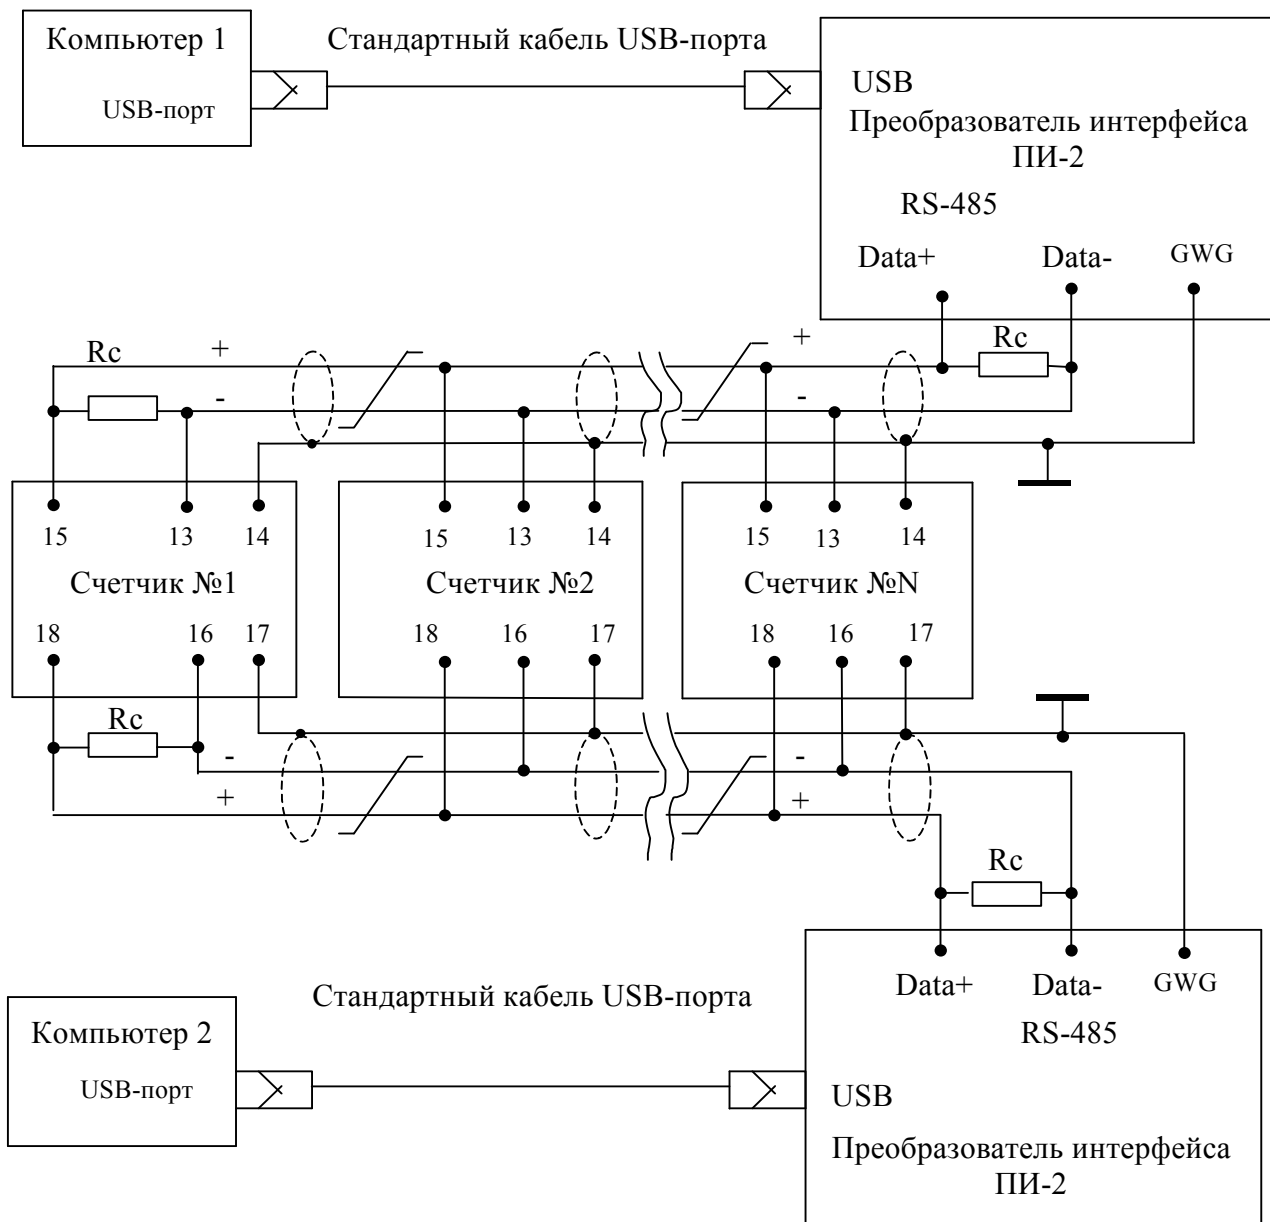 Компьютер 1
USB-порт
Стандартный кабель USB-порта
USB
Преобразователь интерфейса
ПИ-2
RS-485
Data+ Data- GWG
Rc + + Rc
- -
15 13 14 15 13 14 15 13 14
Счетчик №1 Счетчик №2 Счетчик №N
18 16 17 18 16 17 18 16 17
Rc
- -
+ +
Rc
Data+ Data- GWG
RS-485
Стандартный кабель USB-порта
Компьютер 2
USB-порт
USB
Преобразователь интерфейса
ПИ-2